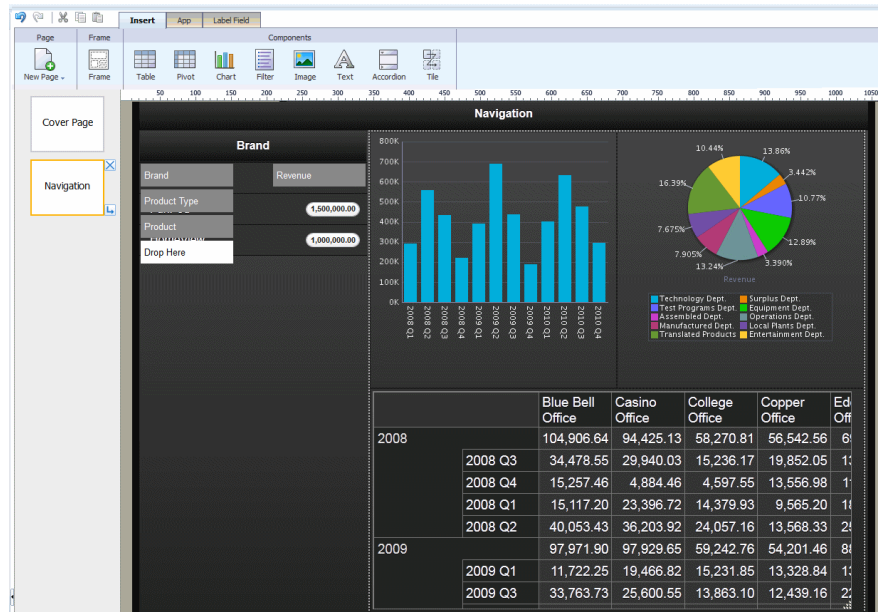 Insert App Label Field
Page Frame Components
New Page Frame Table Pivot Chart Filter Image Text Accordion Tile
50 100 150 200 250 300 350 400 450 500 550 600 650 700 750 800 850 900 950 1000 1050
Cover Page
Navigation
Navigation
Brand
Brand Revenue
Product Type
1,500,000.00
Product
1,000,000.00
Drop Here
800K
700K
600K
500K
400K
300K
200K
100K
0K
2008 Q1
2008 Q2
2008 Q3
2008 Q4
2009 Q1
2009 Q2
2009 Q3
2009 Q4
2010 Q1
2010 Q2
2010 Q3
2010 Q4
10.44% 13.86%
3.442%
16.39%
10.77%
7.675%
12.89%
7.905%
13.24% 3.390%
Revenue
Technology Dept. Surplus Dept.
Test Programs Dept. Equipment Dept.
Assembled Dept. Operations Dept.
Manufactured Dept. Local Plants Dept.
Translated Products Entertainment Dept.
Blue Bell Casino College Copper
Office Office Office Office
2008 104,906.64 94,425.13 58,270.81 56,542.56
2008 Q3 34,478.55 29,940.03 15,236.17 19,852.05
2008 Q4 15,257.46 4,884.46 4,597.55 13,556.98
2008 Q1 15,117.20 23,396.72 14,379.93 9,565.20
2008 Q2 40,053.43 36,203.92 24,057.16 13,568.33
2009 97,971.90 97,929.65 59,242.76 54,201.46
2009 Q1 11,722.25 19,466.82 15,231.85 13,328.84
2009 Q3 33,763.73 25,600.55 13,863.10 12,439.16